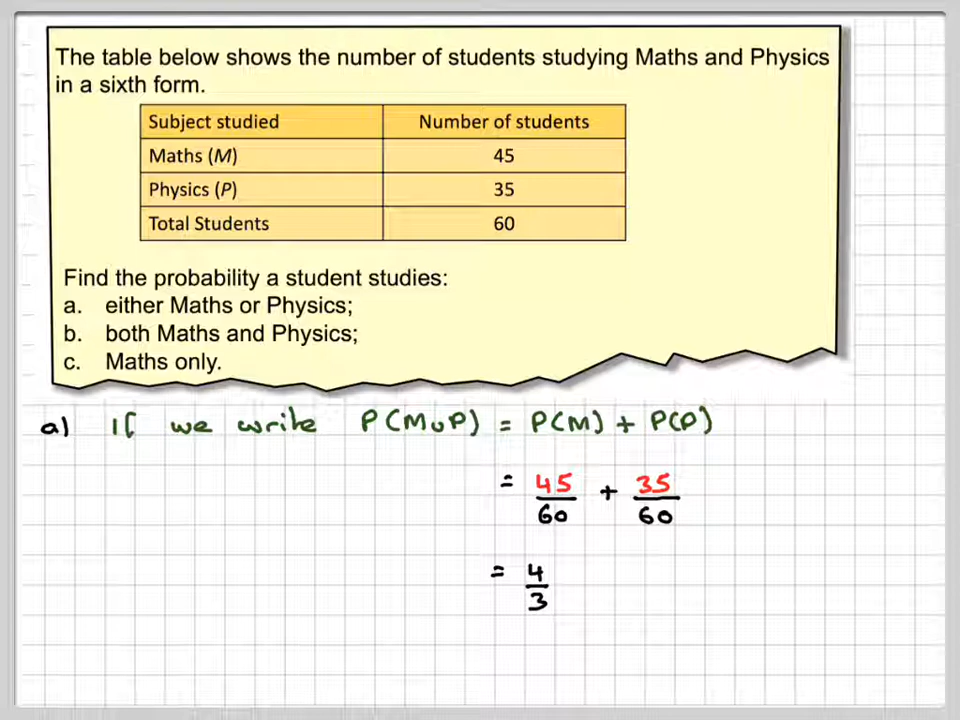 The table below shows the number of students studying Maths and Physics
in a sixth form.
Subject studied Number of students
Maths (M) 45
Physics (P) 35
Total Students 60
Find the probability a student studies:
a. either Maths or Physics;
b. both Maths and Physics;
c. Maths only.
a) If we write P(M∪P) = P(M) + P(P)
= 45/60 + 35/60
= 4/3